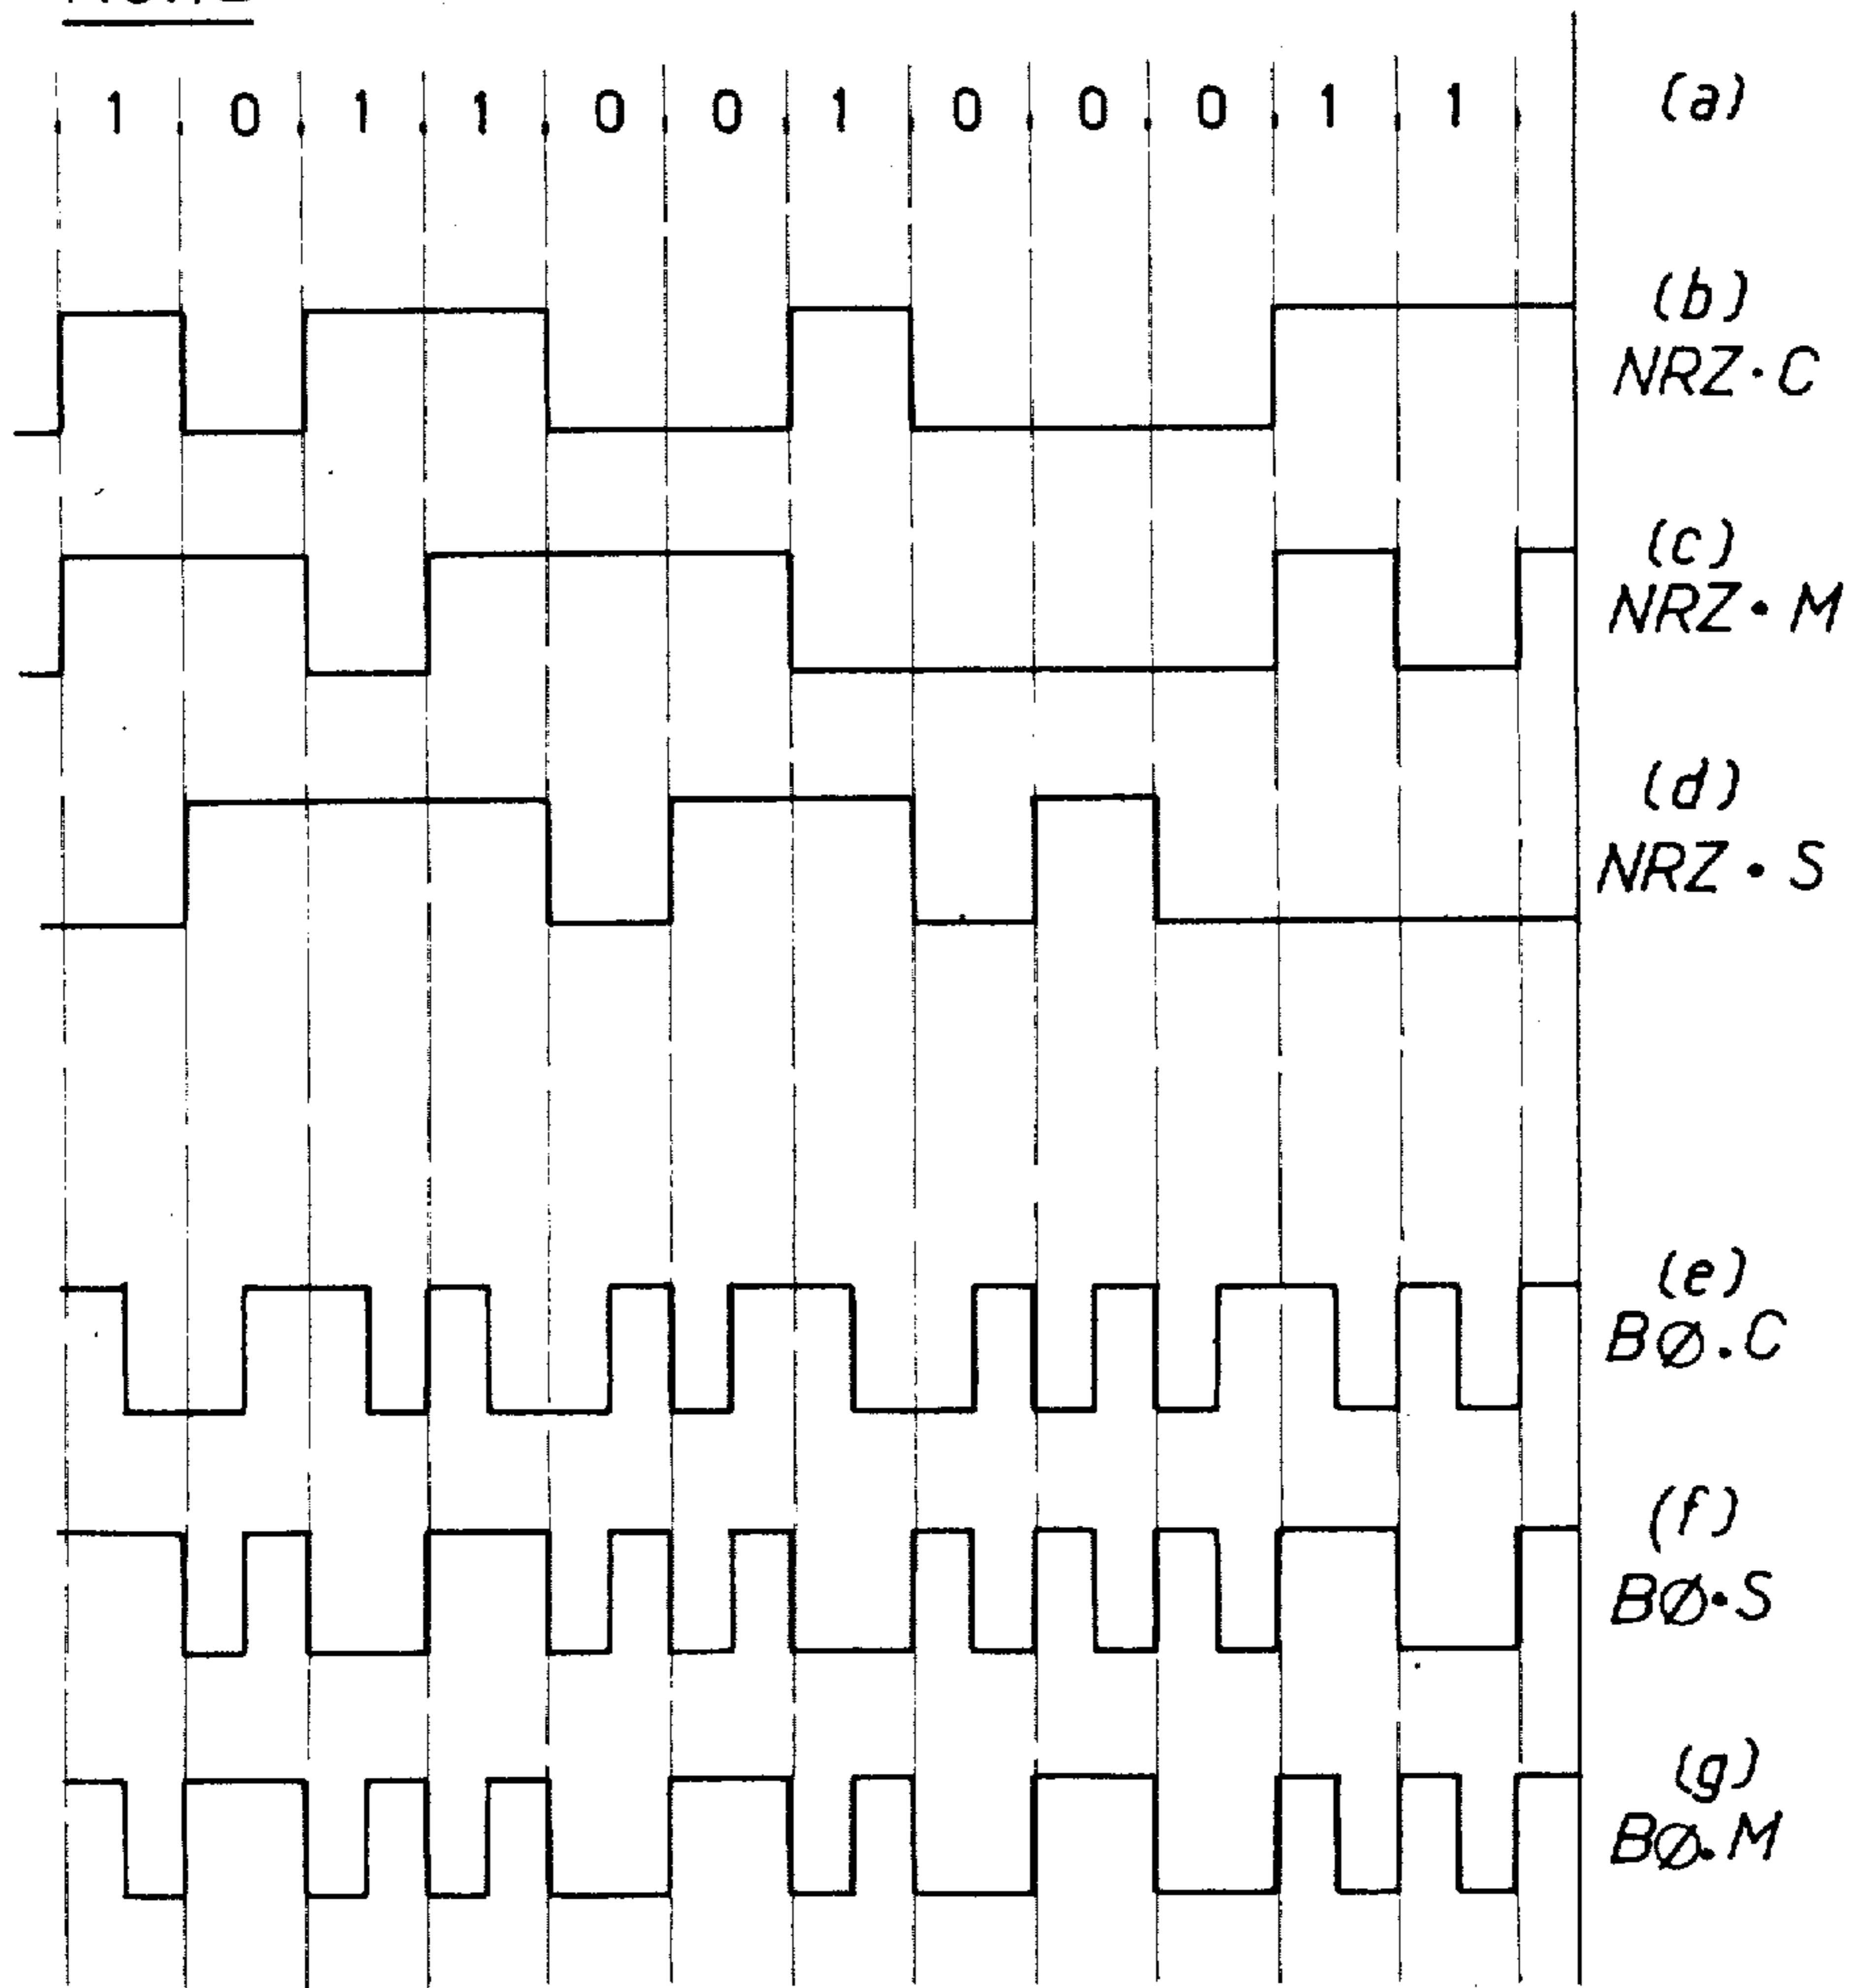 1 0 1 1 0 0 1 0 0 0 1 1 (a)
(b)
NRZ·C
(c)
NRZ·M
(d)
NRZ·S
(e)
BØ.C
(f)
BØ·S
(g)
BØ.M